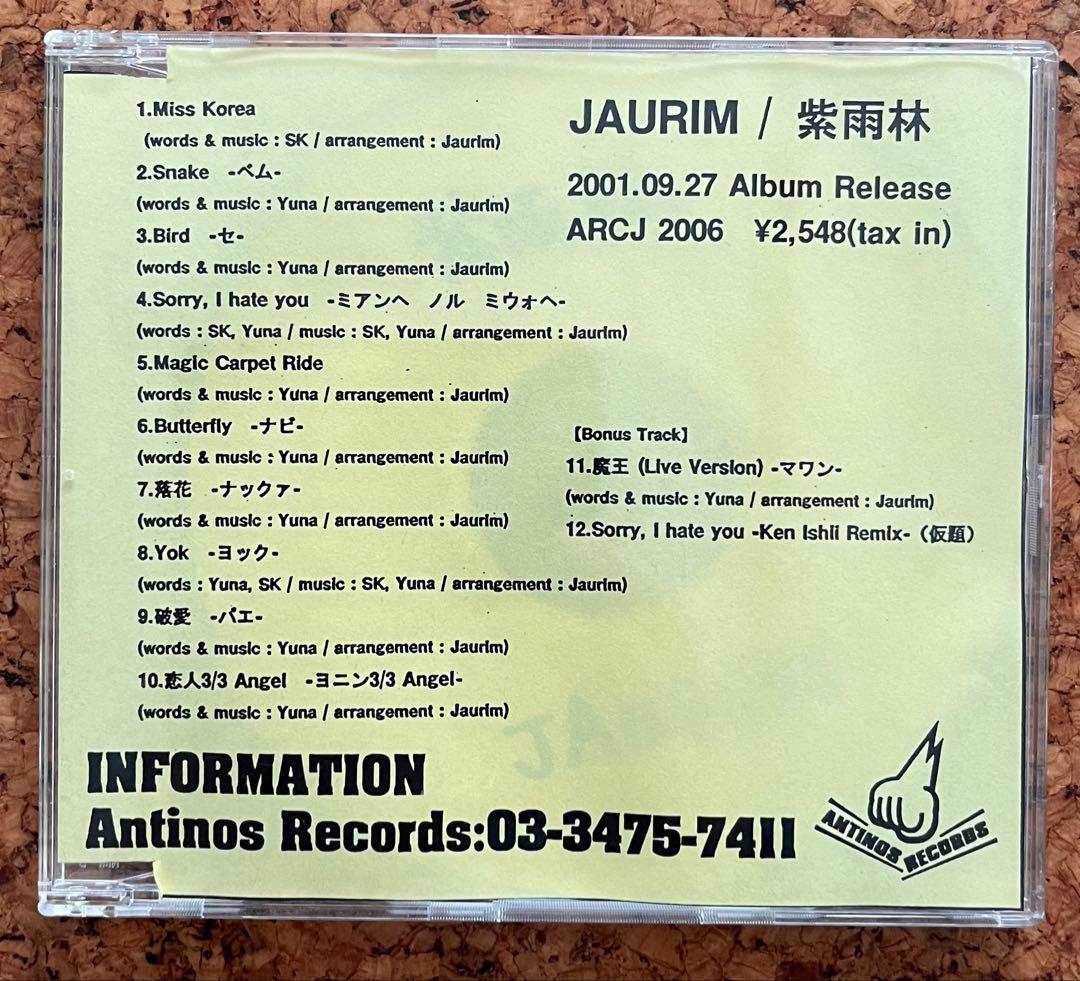 1.Miss Korea
(words & music : SK / arrangement : Jaurim)
2.Snake -ベム-
(words & music : Yuna / arrangement : Jaurim)
3.Bird -セ-
(words & music : Yuna / arrangement : Jaurim)
4.Sorry, I hate you -ミアンヘ ノル ミウォヘ-
(words : SK, Yuna / music : SK, Yuna / arrangement : Jaurim)
5.Magic Carpet Ride
(words & music : Yuna / arrangement : Jaurim)
6.Butterfly -ナビ-
(words & music : Yuna / arrangement : Jaurim)
7.落花 -ナックァ-
(words & music : Yuna / arrangement : Jaurim)
8.Yok -ヨック-
(words : Yuna, SK / music : SK, Yuna / arrangement : Jaurim)
9.破愛 -パエ-
(words & music : Yuna / arrangement : Jaurim)
10.恋人3/3 Angel -ヨニン3/3 Angel-
(words & music : Yuna / arrangement : Jaurim)
JAURIM / 紫雨林
2001.09.27 Album Release
ARCJ 2006 ¥2,548(tax in)
【Bonus Track】
11.魔王 (Live Version) -マワン-
(words & music : Yuna / arrangement : Jaurim)
12.Sorry, I hate you -Ken Ishii Remix-（仮題）
INFORMATION
Antinos Records:03-3475-7411
ANTINOS RECORDS